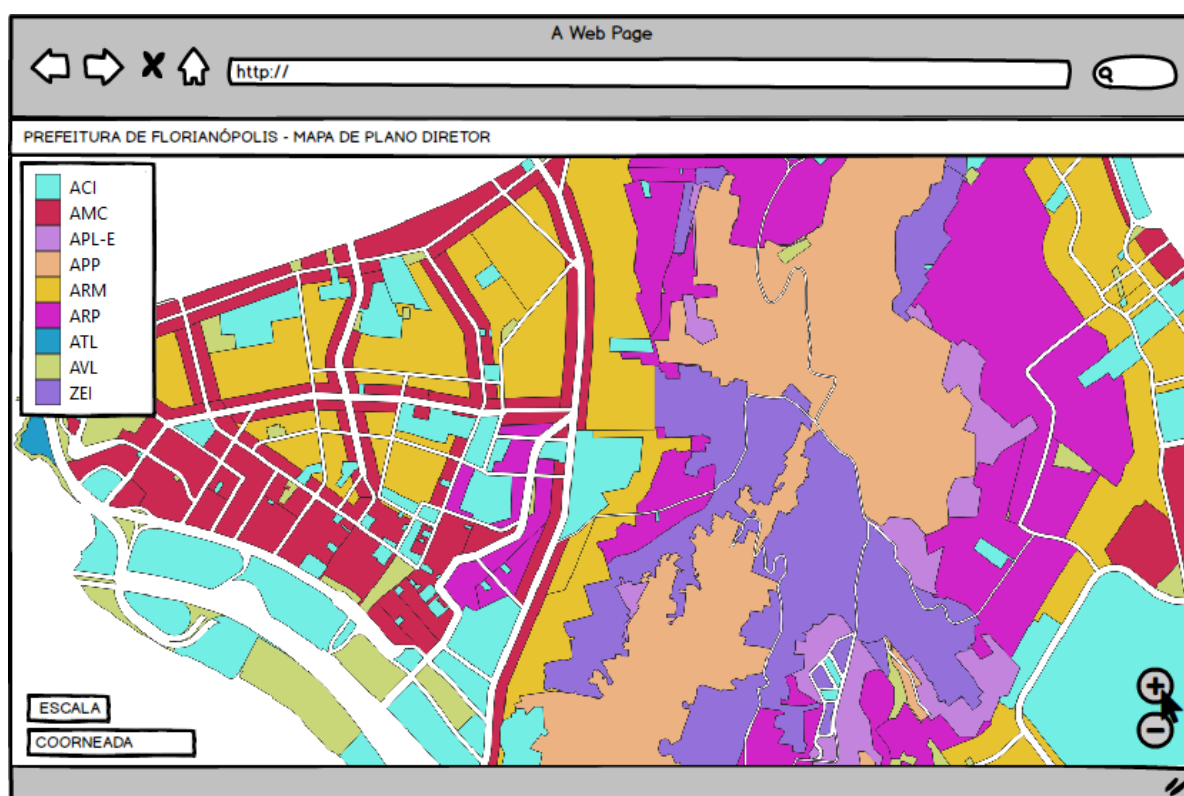 A Web Page
http://
PREFEITURA DE FLORIANÓPOLIS - MAPA DE PLANO DIRETOR
ACI
AMC
APL-E
APP
ARM
ARP
ATL
AVL
ZEI
ESCALA
COORNEADA